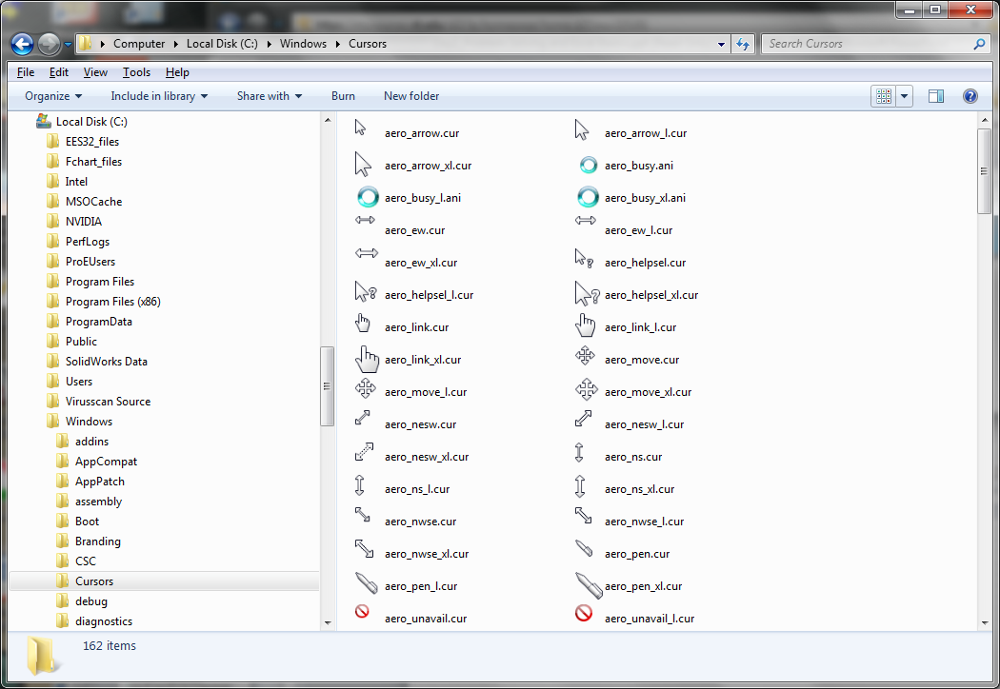 Computer Local Disk (C:) Windows Cursors Search Cursors
File Edit View Tools Help
Organize Include in library Share with Burn New folder
Local Disk (C:)
EES32_files
Fchart_files
Intel
MSOCache
NVIDIA
PerfLogs
ProEUsers
Program Files
Program Files (x86)
ProgramData
Public
SolidWorks Data
Users
Virusscan Source
Windows
addins
AppCompat
AppPatch
assembly
Boot
Branding
CSC
Cursors
debug
diagnostics
aero_arrow.cur aero_arrow_l.cur
aero_arrow_xl.cur aero_busy.ani
aero_busy_l.ani aero_busy_xl.ani
aero_ew.cur aero_ew_l.cur
aero_ew_xl.cur aero_helpsel.cur
aero_helpsel_l.cur aero_helpsel_xl.cur
aero_link.cur aero_link_l.cur
aero_link_xl.cur aero_move.cur
aero_move_l.cur aero_move_xl.cur
aero_nesw.cur aero_nesw_l.cur
aero_nesw_xl.cur aero_ns.cur
aero_ns_l.cur aero_ns_xl.cur
aero_nwse.cur aero_nwse_l.cur
aero_nwse_xl.cur aero_pen.cur
aero_pen_l.cur aero_pen_xl.cur
aero_unavail.cur aero_unavail_l.cur
162 items